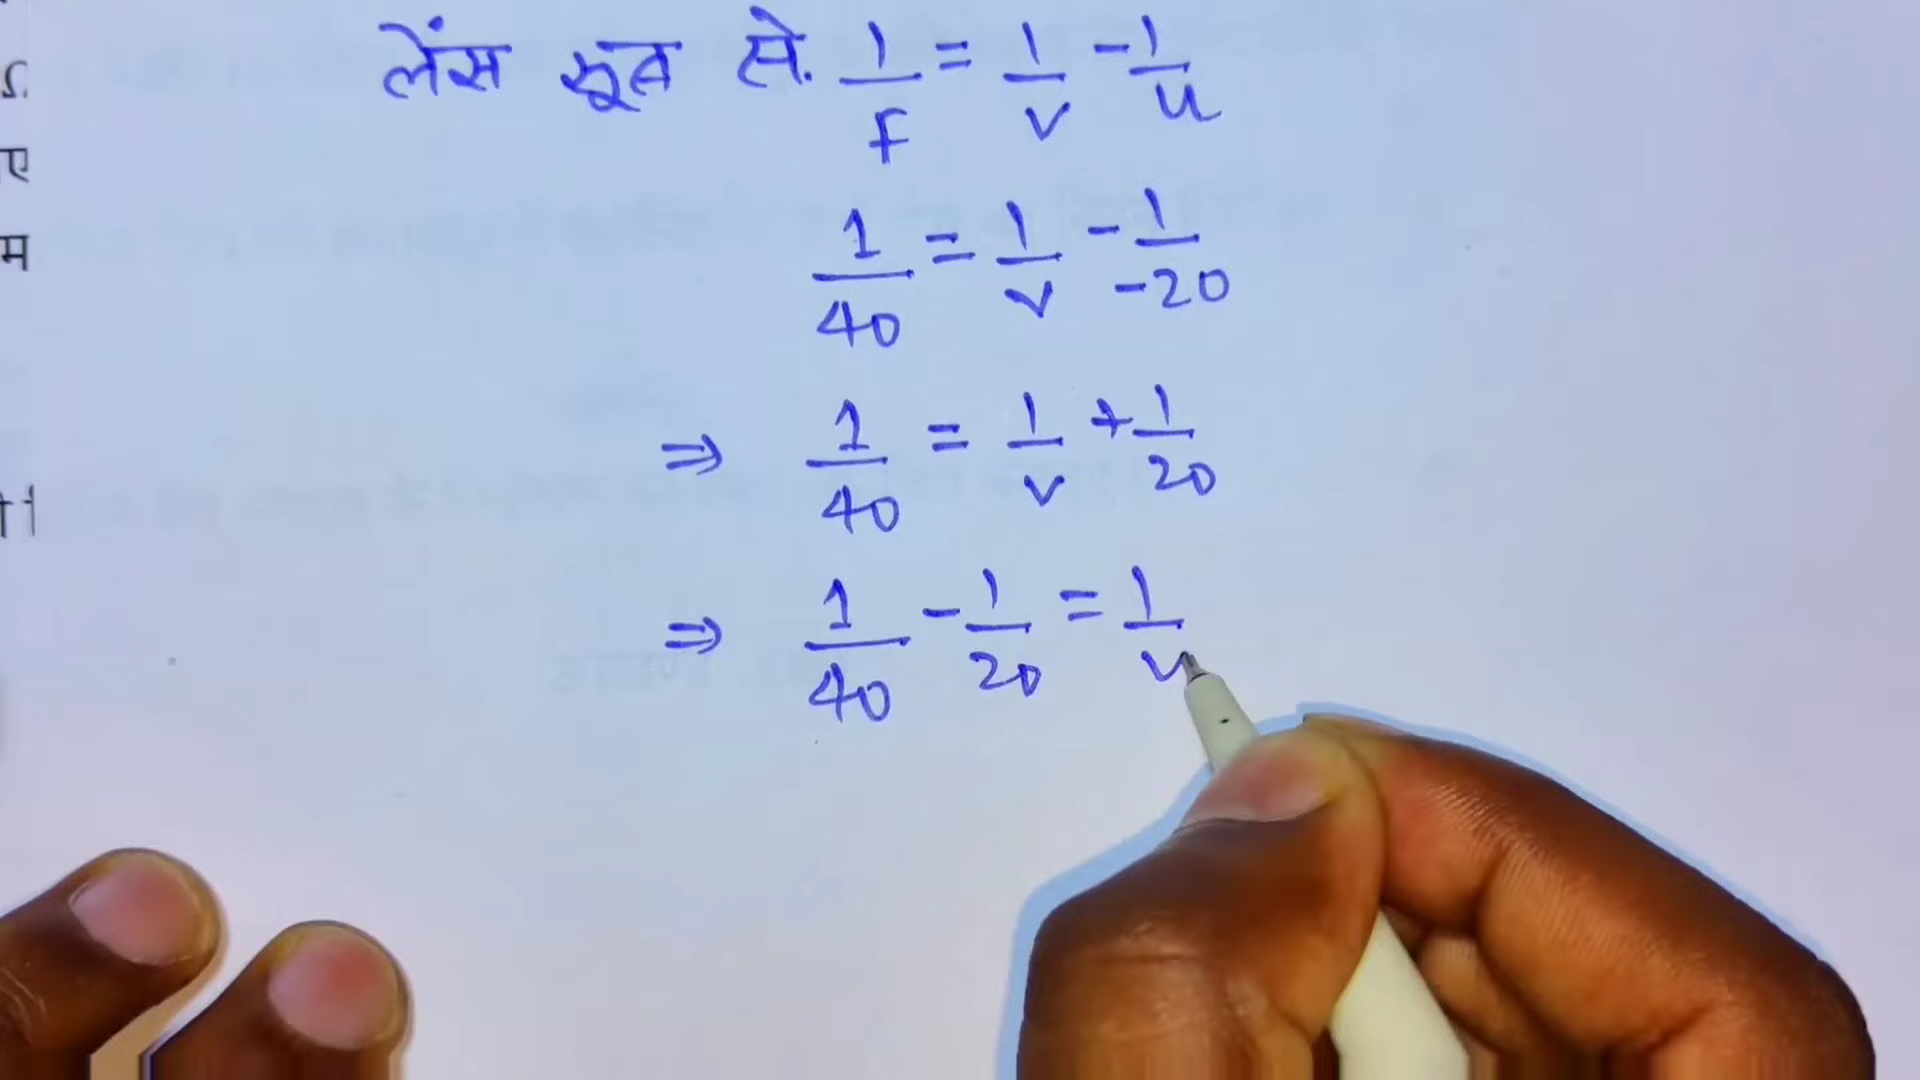 लेंस सूत्र से. 1/F = 1/v - 1/u
1/40 = 1/v - 1/-20
⇒ 1/40 = 1/v + 1/20
⇒ 1/40 - 1/20 = 1/v
ए
म